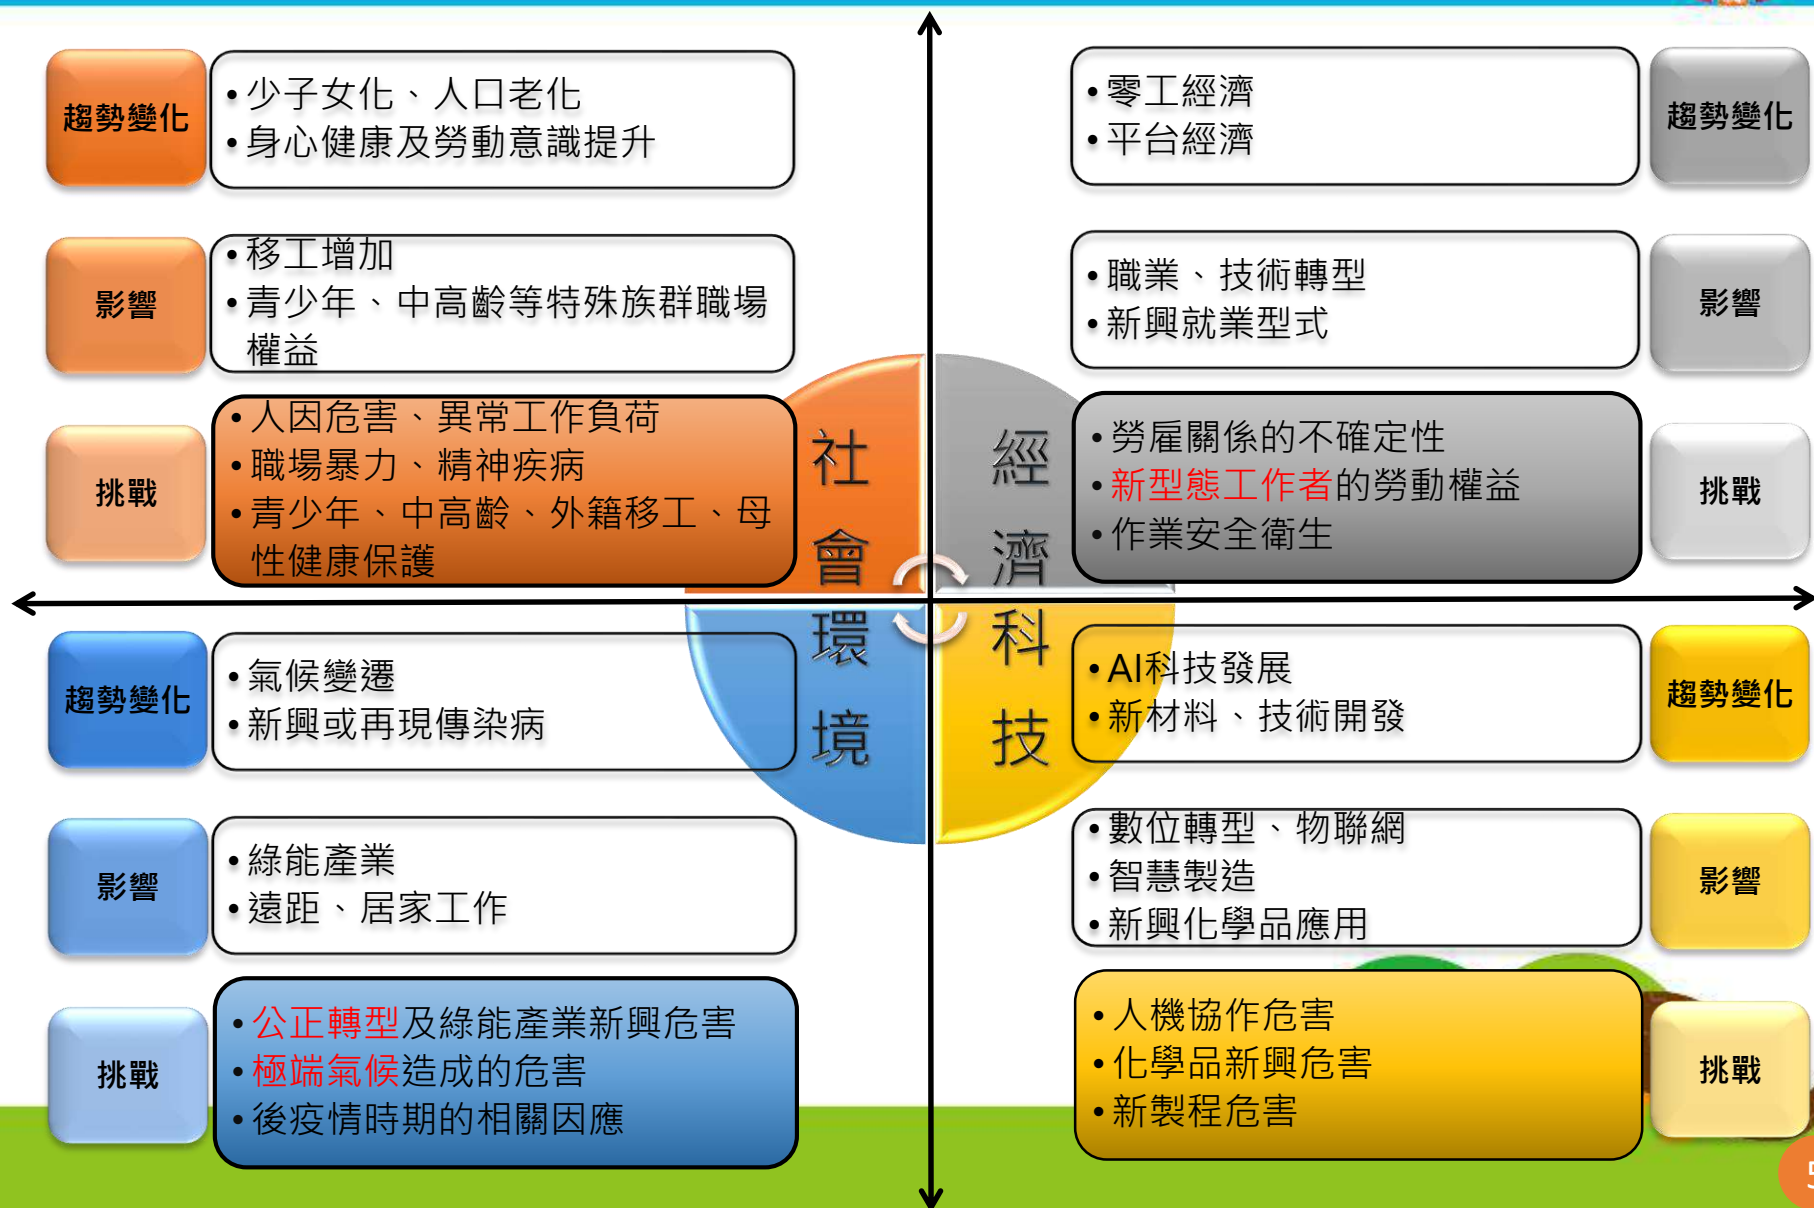 趨勢變化
•少子女化、人口老化
•身心健康及勞動意識提升
影響
•移工增加
•青少年、中高齡等特殊族群職場
權益
挑戰
•人因危害、異常工作負荷
•職場暴力、精神疾病
•青少年、中高齡、外籍移工、母
性健康保護
社會
•零工經濟
•平台經濟
趨勢變化
•職業、技術轉型
•新興就業型式
影響
經濟
•勞雇關係的不確定性
•新型態工作者的勞動權益
•作業安全衛生
挑戰
趨勢變化
•氣候變遷
•新興或再現傳染病
環境
影響
•綠能產業
•遠距、居家工作
挑戰
•公正轉型及綠能產業新興危害
•極端氣候造成的危害
•後疫情時期的相關因應
科技
•AI科技發展
•新材料、技術開發
趨勢變化
•數位轉型、物聯網
•智慧製造
•新興化學品應用
影響
•人機協作危害
•化學品新興危害
•新製程危害
挑戰